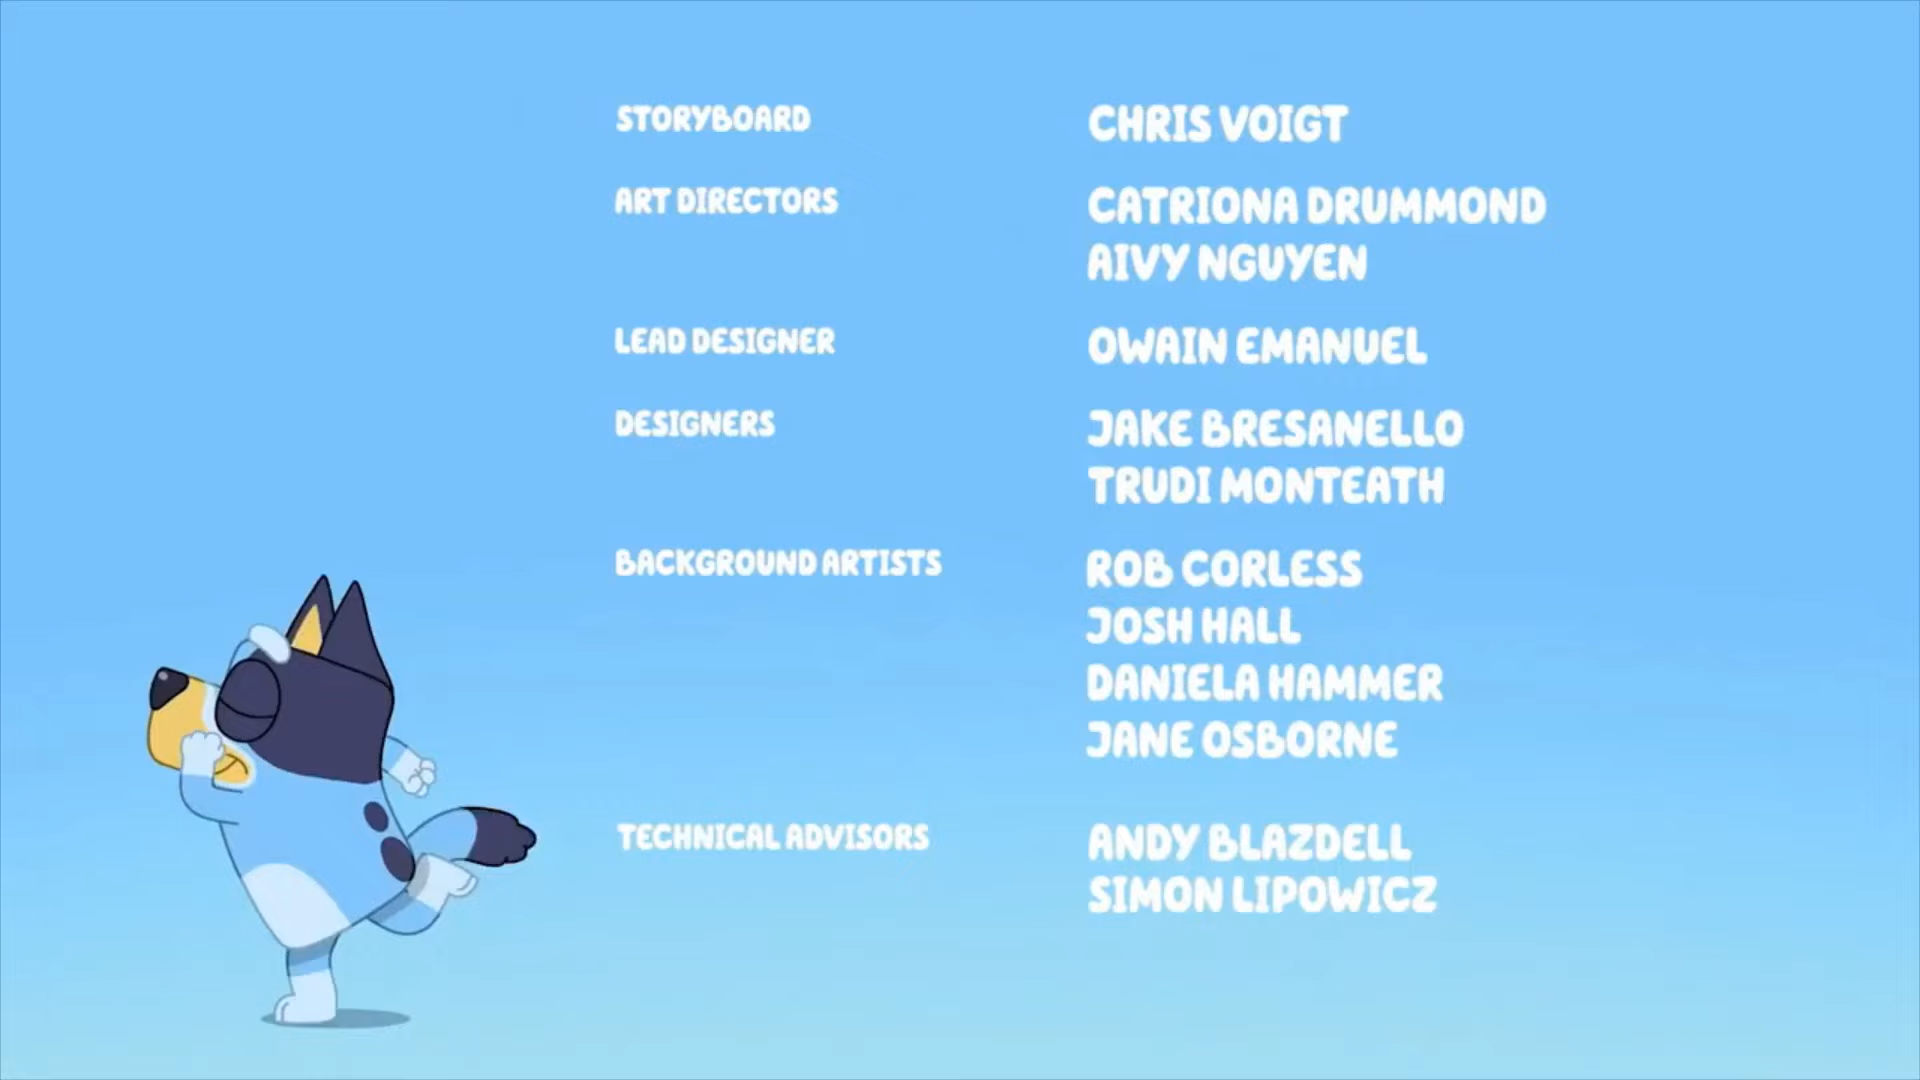 STORYBOARD CHRIS VOIGT
ART DIRECTORS CATRIONA DRUMMOND
AIVY NGUYEN
LEAD DESIGNER OWAIN EMANUEL
DESIGNERS JAKE BRESANELLO
TRUDI MONTEATH
BACKGROUND ARTISTS ROB CORLESS
JOSH HALL
DANIELA HAMMER
JANE OSBORNE
TECHNICAL ADVISORS ANDY BLAZDELL
SIMON LIPOWICZ